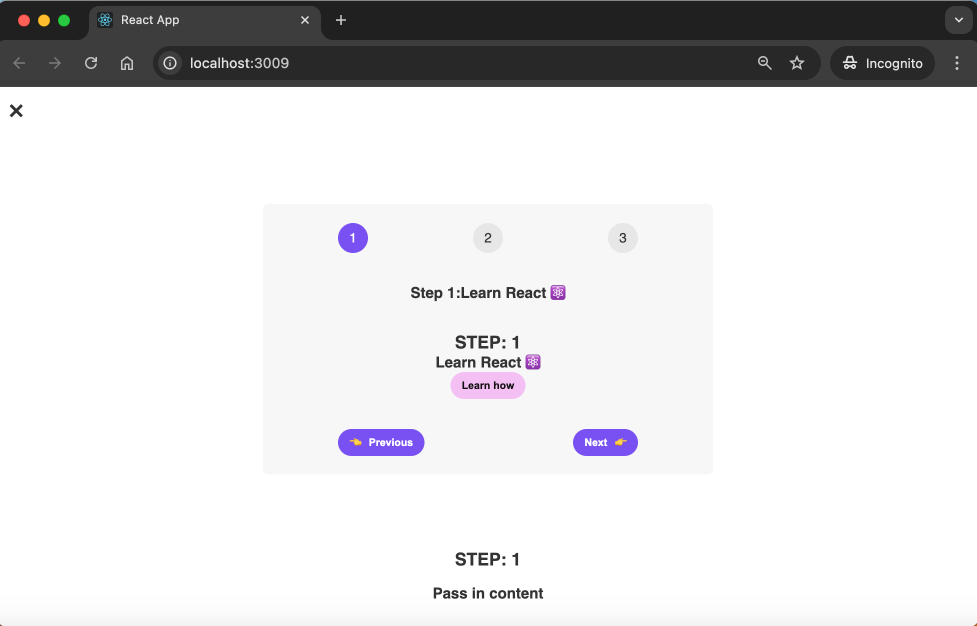 React App
localhost:3009
Incognito
1
2
3
Step 1:Learn React ⚛️
STEP: 1
Learn React ⚛️
Learn how
👈 Previous
Next 👉
STEP: 1
Pass in content